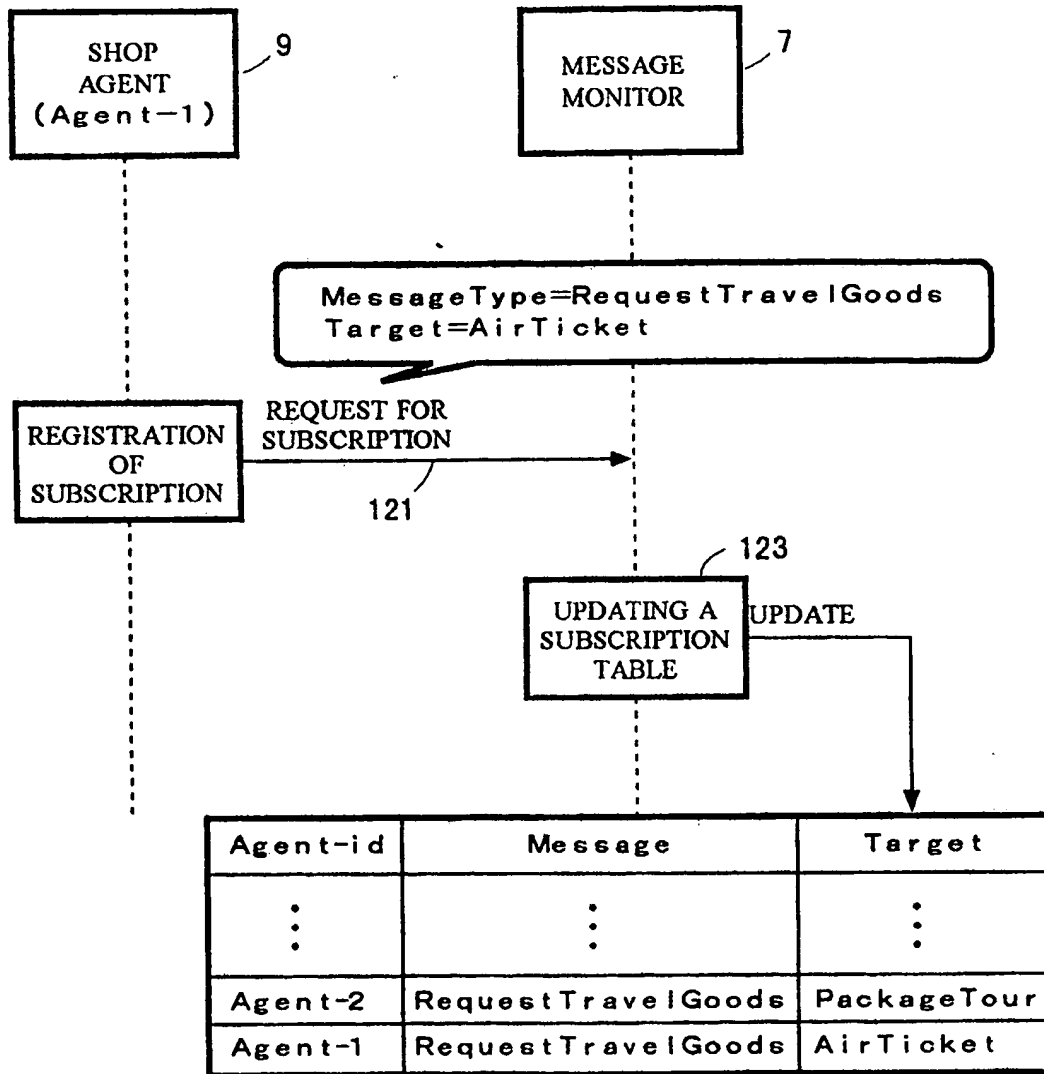 SHOP
AGENT
(Agent-1)
9
MESSAGE
MONITOR
7
MessageType=RequestTravelGoods
Target=AirTicket
REGISTRATION
OF
SUBSCRIPTION
REQUEST FOR
SUBSCRIPTION
121
123
UPDATING A
SUBSCRIPTION
TABLE
UPDATE
Agent-id Message Target
Agent-2 RequestTravelGoods PackageTour
Agent-1 RequestTravelGoods AirTicket